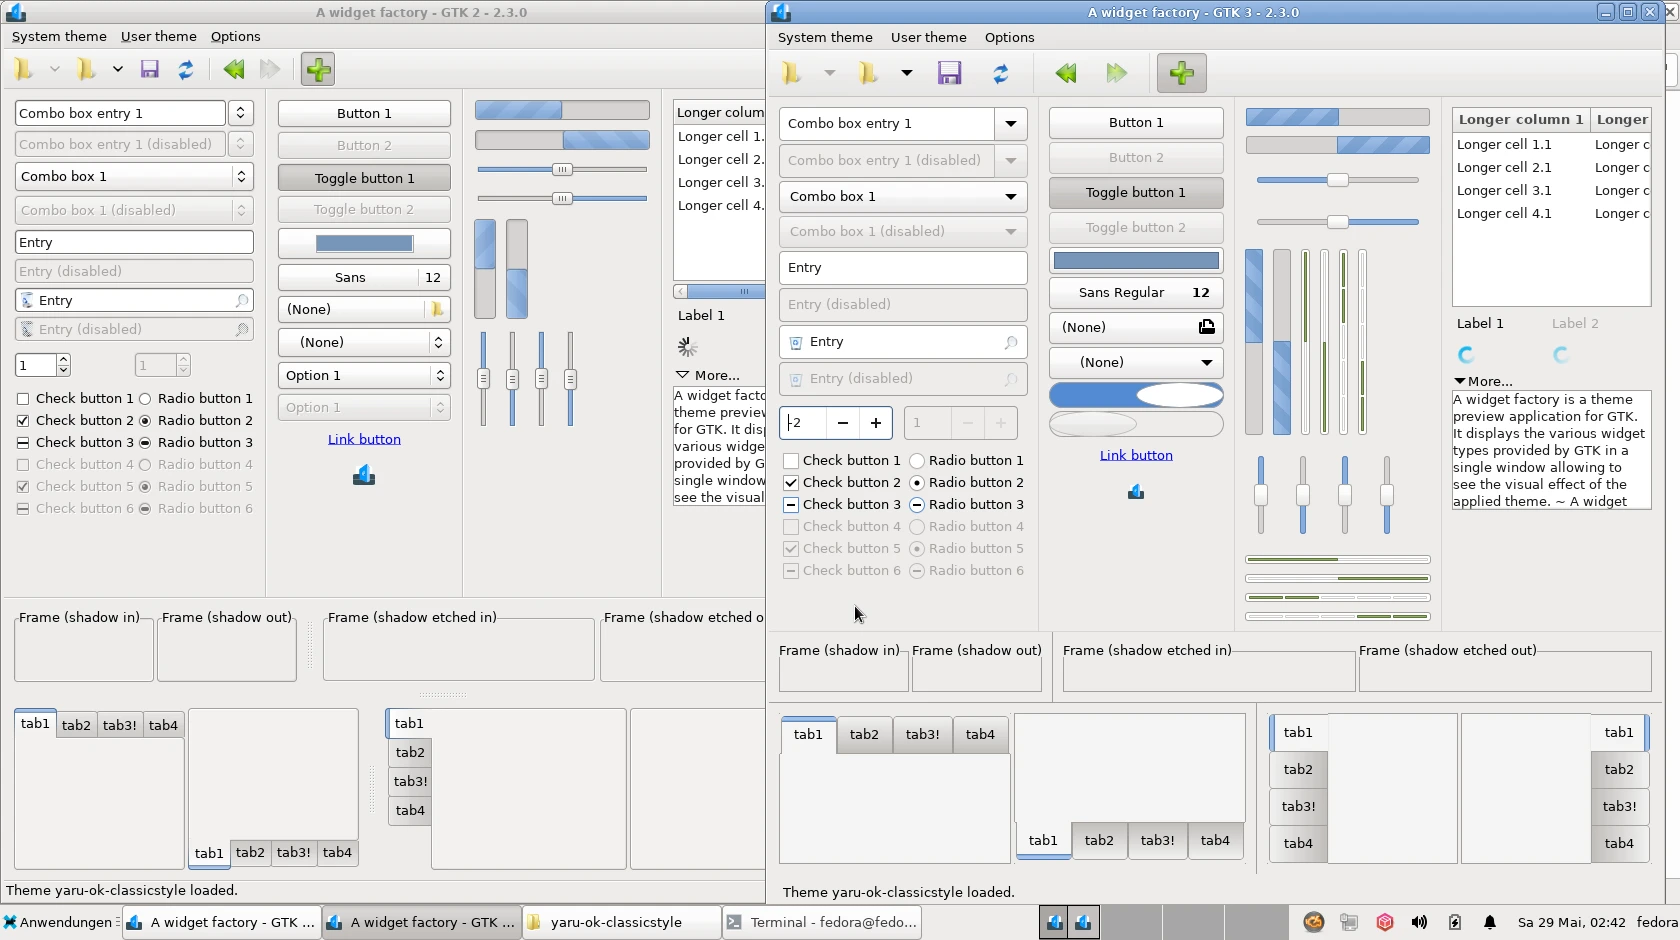 A widget factory - GTK 2 - 2.3.0
System theme User theme Options
Combo box entry 1
Combo box entry 1 (disabled)
Combo box 1
Combo box 1 (disabled)
Entry
Entry (disabled)
Entry
Entry (disabled)
1 1
Check button 1 Radio button 1
Check button 2 Radio button 2
Check button 3 Radio button 3
Check button 4 Radio button 4
Check button 5 Radio button 5
Check button 6 Radio button 6
Button 1
Button 2
Toggle button 1
Toggle button 2
Sans 12
(None)
(None)
Option 1
Option 1
Link button
Longer colum
Longer cell 1.
Longer cell 2.
Longer cell 3.
Longer cell 4.
Label 1
More...
A widget facto
theme preview
for GTK. It disp
various widge
provided by G
single window
see the visual
Frame (shadow in) Frame (shadow out) Frame (shadow etched in) Frame (shadow etched o
tab1 tab2 tab3! tab4
tab1 tab2 tab3! tab4
tab1
tab2
tab3!
tab4
Theme yaru-ok-classicstyle loaded.
A widget factory - GTK 3 - 2.3.0
System theme User theme Options
Combo box entry 1
Combo box entry 1 (disabled)
Combo box 1
Combo box 1 (disabled)
Entry
Entry (disabled)
Entry
Entry (disabled)
-2 1
Check button 1 Radio button 1
Check button 2 Radio button 2
Check button 3 Radio button 3
Check button 4 Radio button 4
Check button 5 Radio button 5
Check button 6 Radio button 6
Button 1
Button 2
Toggle button 1
Toggle button 2
Sans Regular 12
(None)
(None)
Link button
Longer column 1 Longer
Longer cell 1.1 Longer c
Longer cell 2.1 Longer c
Longer cell 3.1 Longer c
Longer cell 4.1 Longer c
Label 1 Label 2
More...
A widget factory is a theme
preview application for GTK.
It displays the various widget
types provided by GTK in a
single window allowing to
see the visual effect of the
applied theme. ~ A widget
Frame (shadow in) Frame (shadow out) Frame (shadow etched in) Frame (shadow etched out)
tab1 tab2 tab3! tab4
tab1 tab2 tab3! tab4
tab1
tab2
tab3!
tab4
tab1
tab2
tab3!
tab4
Theme yaru-ok-classicstyle loaded.
Anwendungen A widget factory - GTK ... A widget factory - GTK ... yaru-ok-classicstyle Terminal - fedora@fedo... Sa 29 Mai, 02:42 fedora